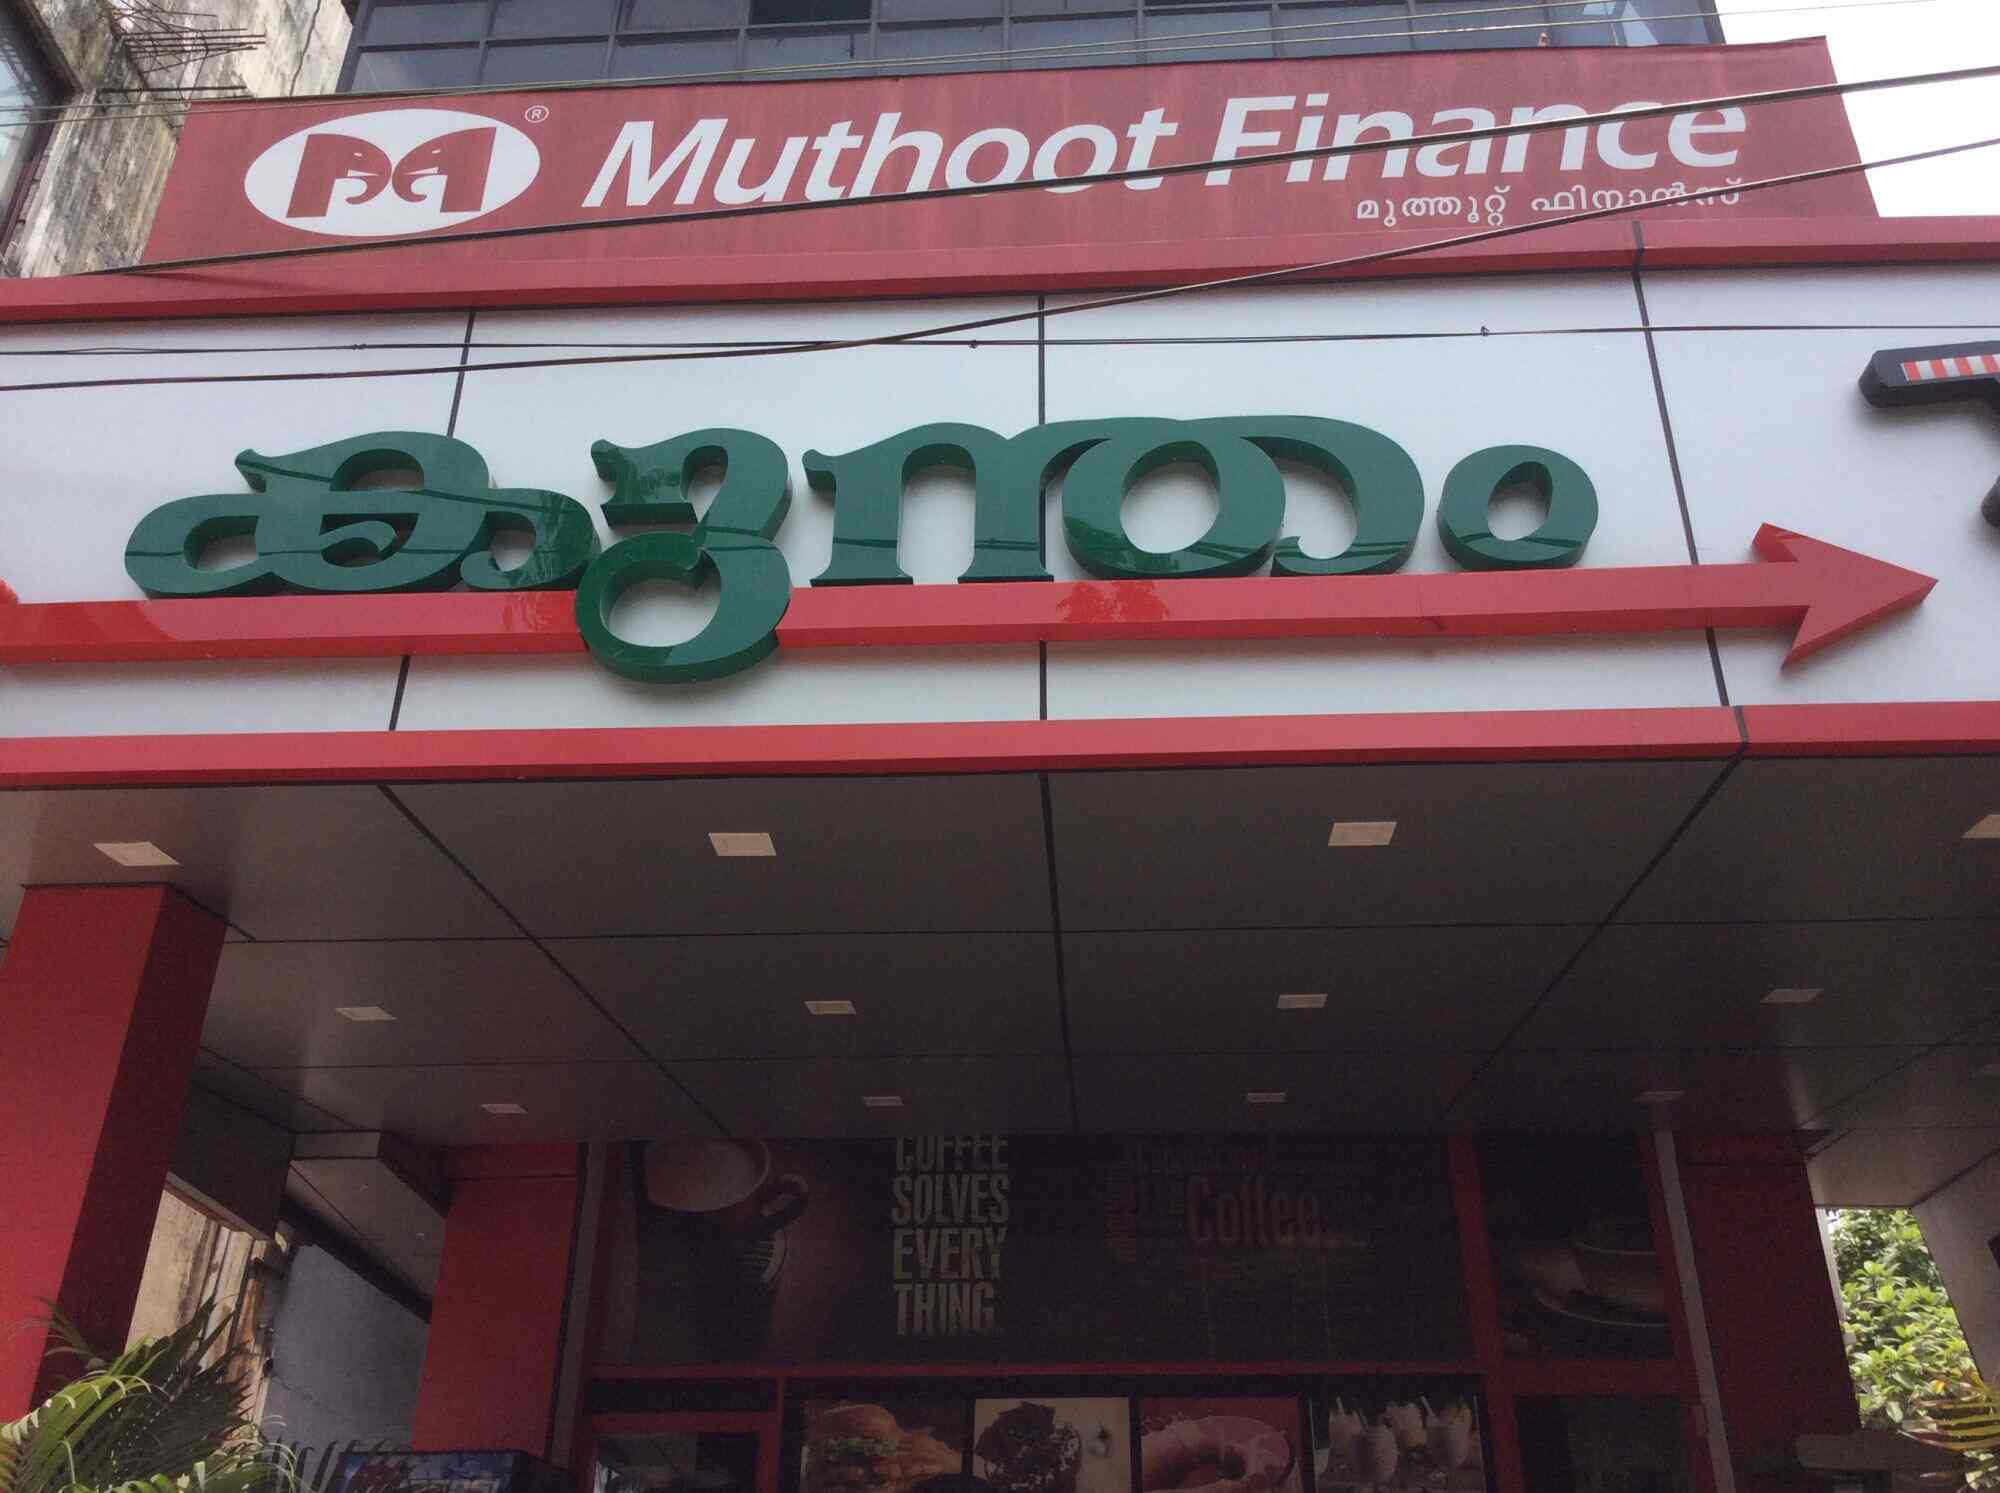 Muthoot Finance
മുത്തൂറ്റ് ഫിനാൻസ്
കുന്തം
COFFEE
SOLVES
EVERY
THING
Coffee